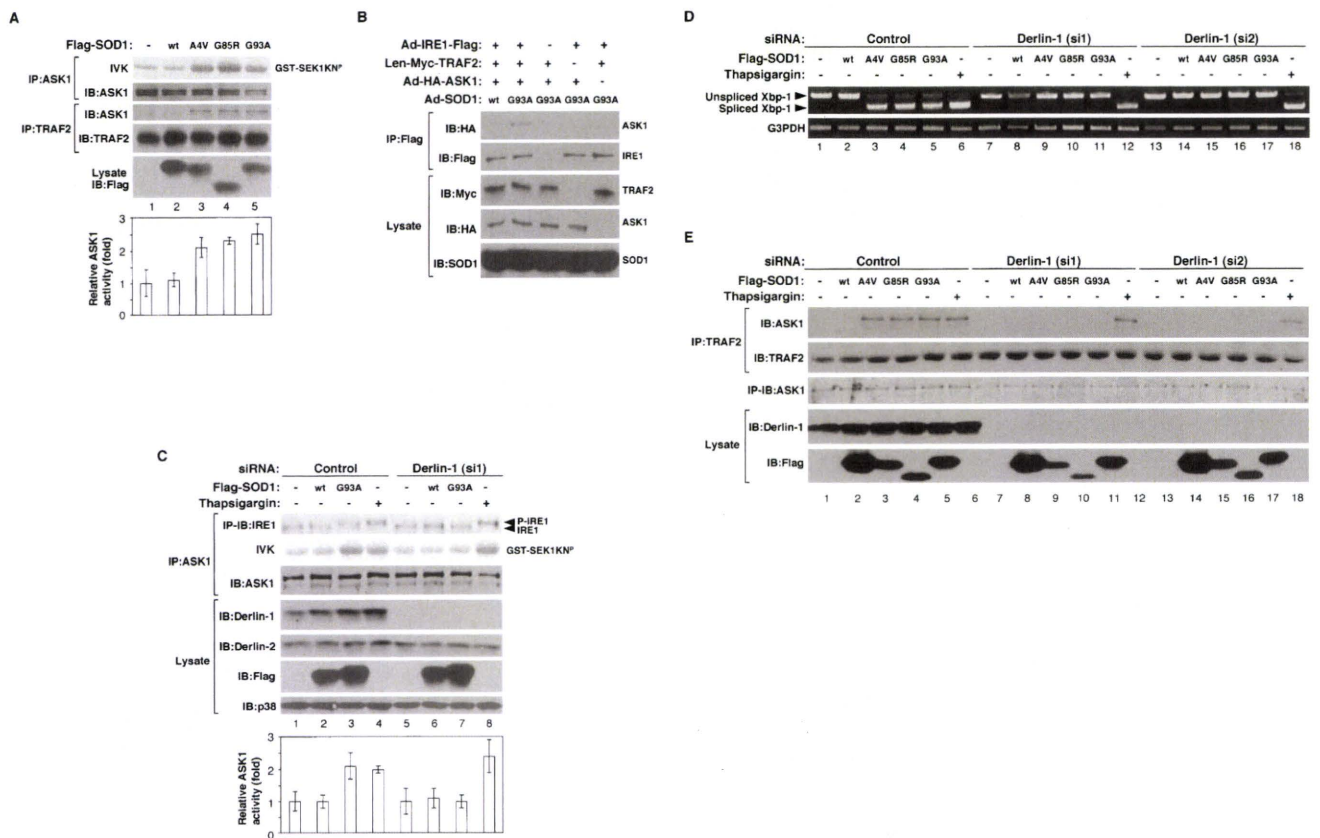 A
Flag-SOD1: - wt A4V G85R G93A
IP:ASK1
IVK
GST-SEK1KNᴾ
IB:ASK1
IP:TRAF2
IB:ASK1
IB:TRAF2
Lysate
IB:Flag
1 2 3 4 5
Relative ASK1
activity (fold)
3
2
1
0
B
Ad-IRE1-Flag: + + - + +
Len-Myc-TRAF2: + + + - +
Ad-HA-ASK1: + + + + -
Ad-SOD1: wt G93A G93A G93A G93A
IP:Flag
IB:HA
ASK1
IB:Flag
IRE1
Lysate
IB:Myc
TRAF2
IB:HA
ASK1
IB:SOD1
SOD1
C
siRNA: Control Derlin-1 (si1)
Flag-SOD1: - wt G93A - - wt G93A -
Thapsigargin: - - - + - - - +
IP:ASK1
IP-IB:IRE1
P-IRE1
IRE1
IVK
GST-SEK1KNᴾ
IB:ASK1
Lysate
IB:Derlin-1
IB:Derlin-2
IB:Flag
IB:p38
1 2 3 4 5 6 7 8
Relative ASK1
activity (fold)
3
2
1
0
D
siRNA: Control Derlin-1 (si1) Derlin-1 (si2)
Flag-SOD1: - wt A4V G85R G93A - - wt A4V G85R G93A - - wt A4V G85R G93A -
Thapsigargin: - - - - - + - - - - - + - - - - - +
Unspliced Xbp-1
Spliced Xbp-1
G3PDH
1 2 3 4 5 6 7 8 9 10 11 12 13 14 15 16 17 18
E
siRNA: Control Derlin-1 (si1) Derlin-1 (si2)
Flag-SOD1: - wt A4V G85R G93A - - wt A4V G85R G93A - - wt A4V G85R G93A -
Thapsigargin: - - - - - + - - - - - + - - - - - +
IP:TRAF2
IB:ASK1
IB:TRAF2
IP-IB:ASK1
Lysate
IB:Derlin-1
IB:Flag
1 2 3 4 5 6 7 8 9 10 11 12 13 14 15 16 17 18